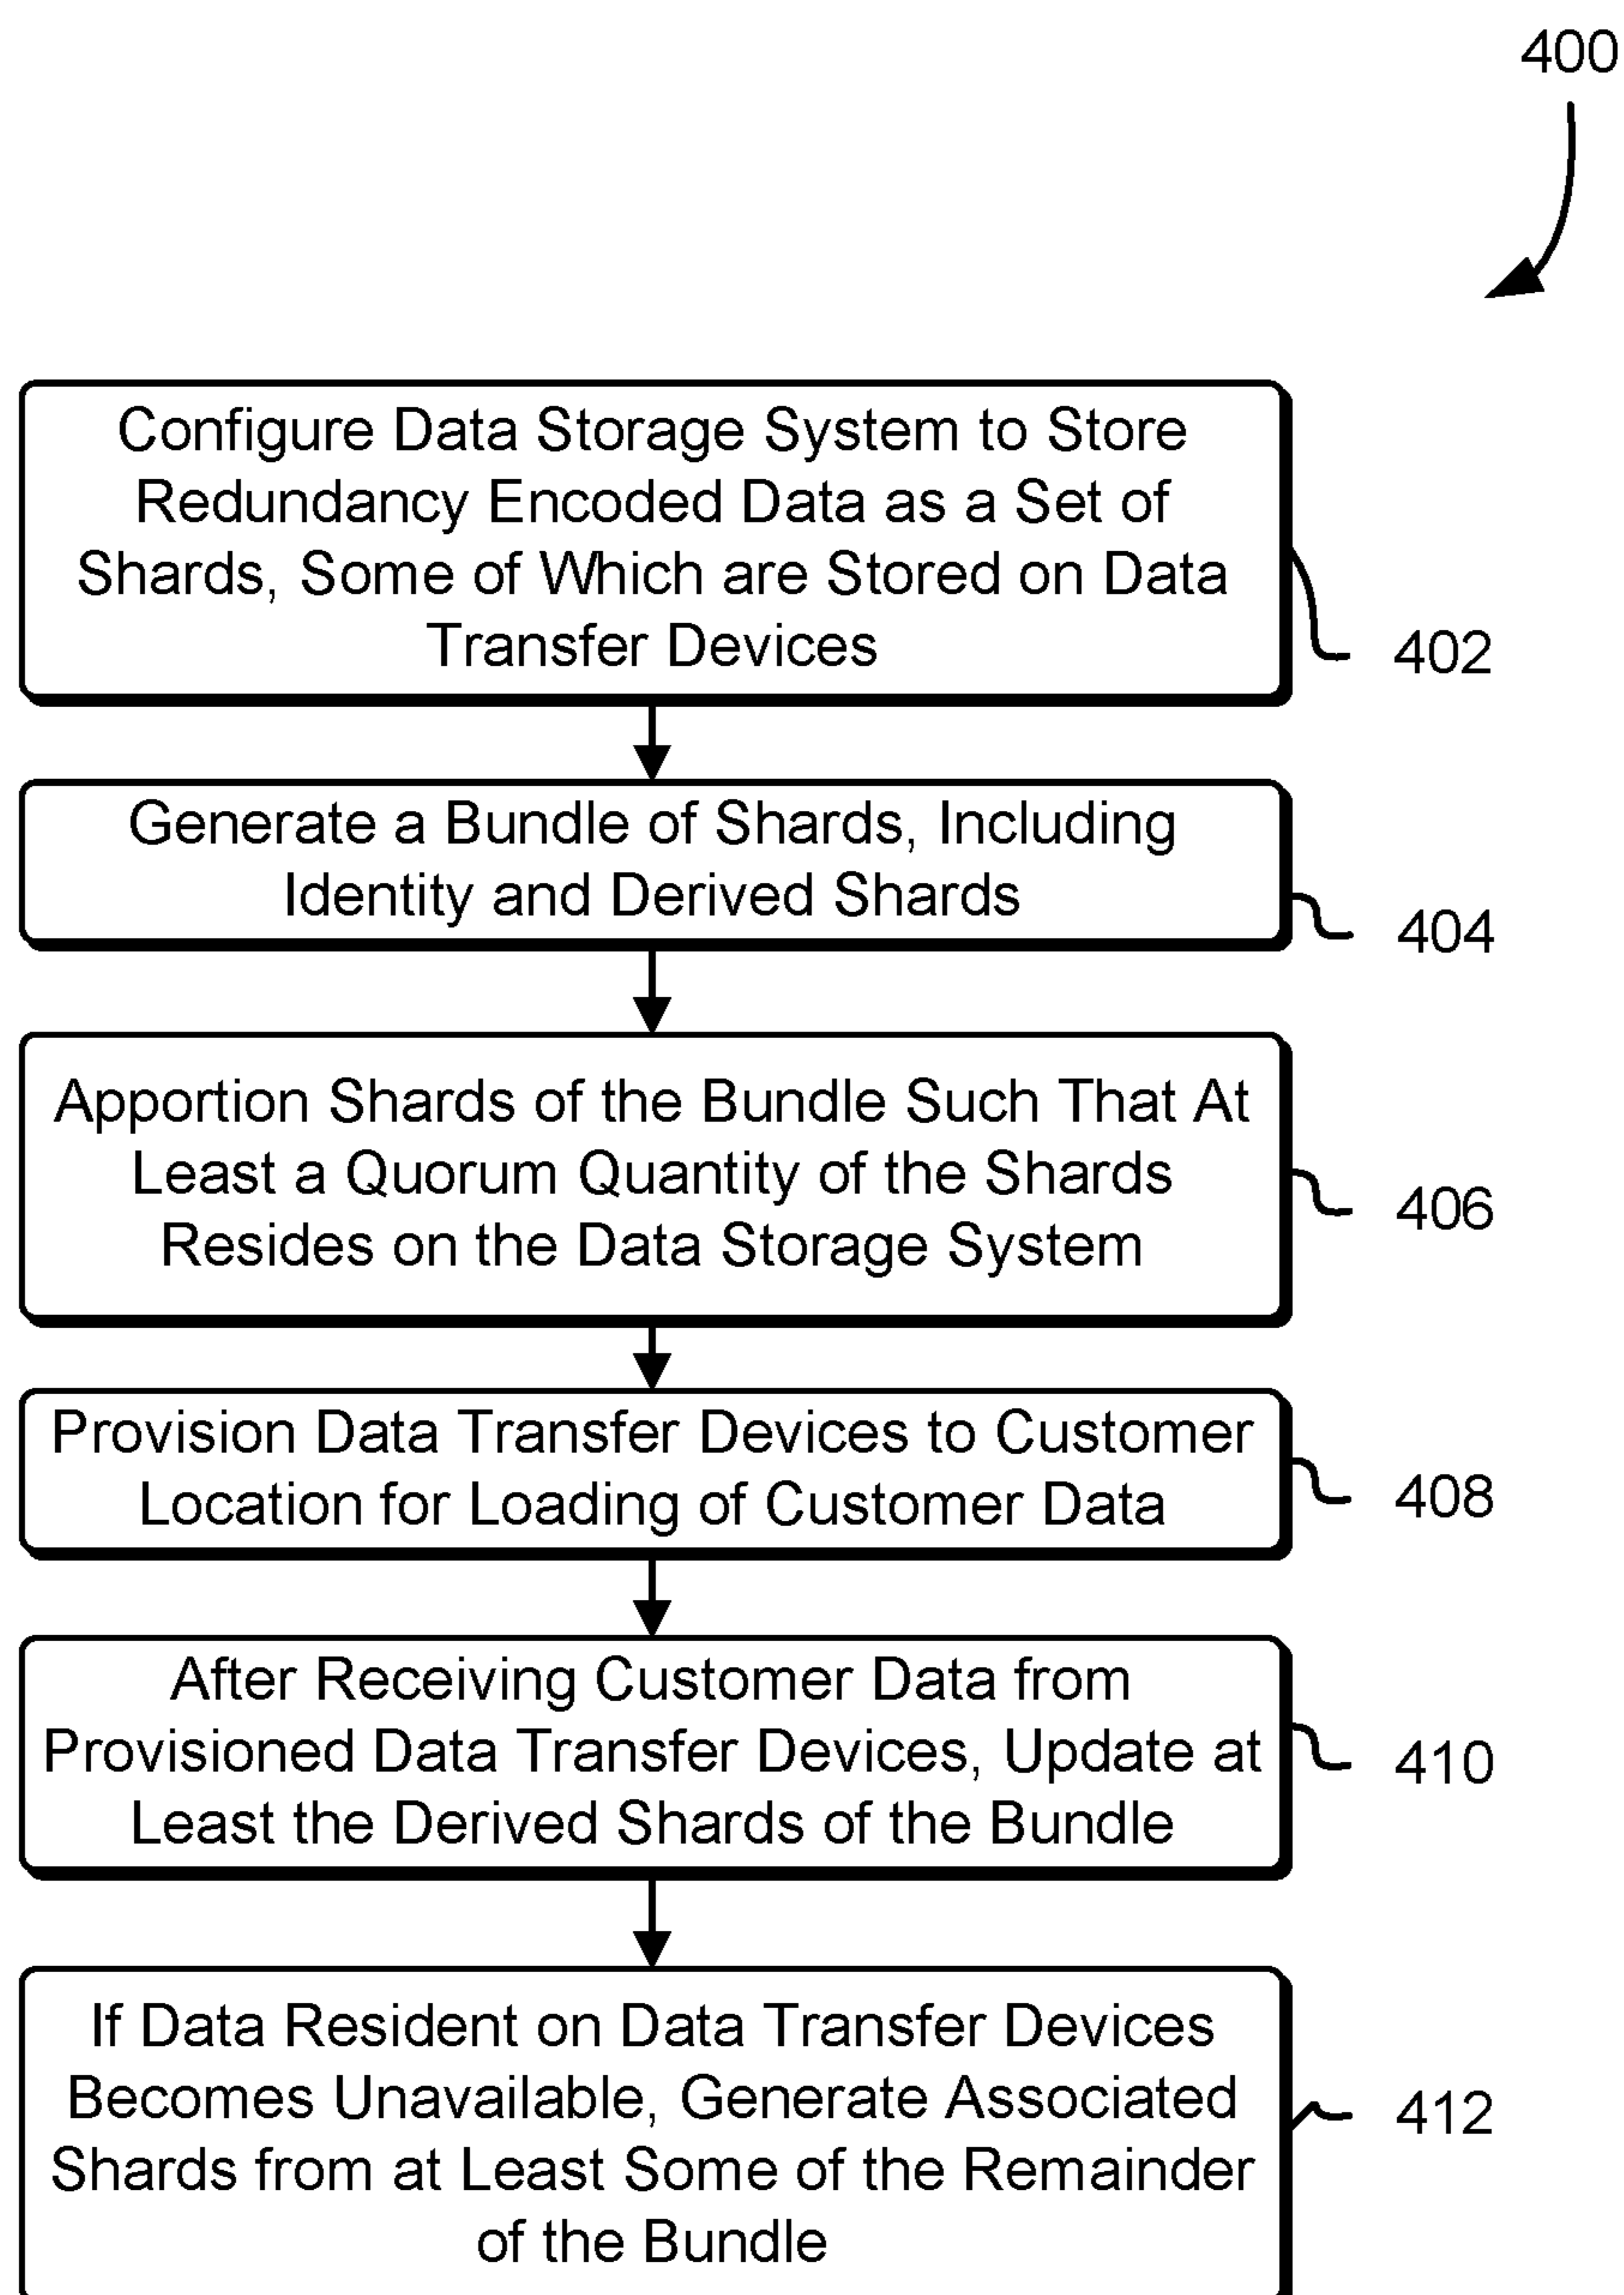 400
Configure Data Storage System to Store
Redundancy Encoded Data as a Set of
Shards, Some of Which are Stored on Data
Transfer Devices
402
Generate a Bundle of Shards, Including
Identity and Derived Shards
404
Apportion Shards of the Bundle Such That At
Least a Quorum Quantity of the Shards
Resides on the Data Storage System
406
Provision Data Transfer Devices to Customer
Location for Loading of Customer Data
408
After Receiving Customer Data from
Provisioned Data Transfer Devices, Update at
Least the Derived Shards of the Bundle
410
If Data Resident on Data Transfer Devices
Becomes Unavailable, Generate Associated
Shards from at Least Some of the Remainder
of the Bundle
412